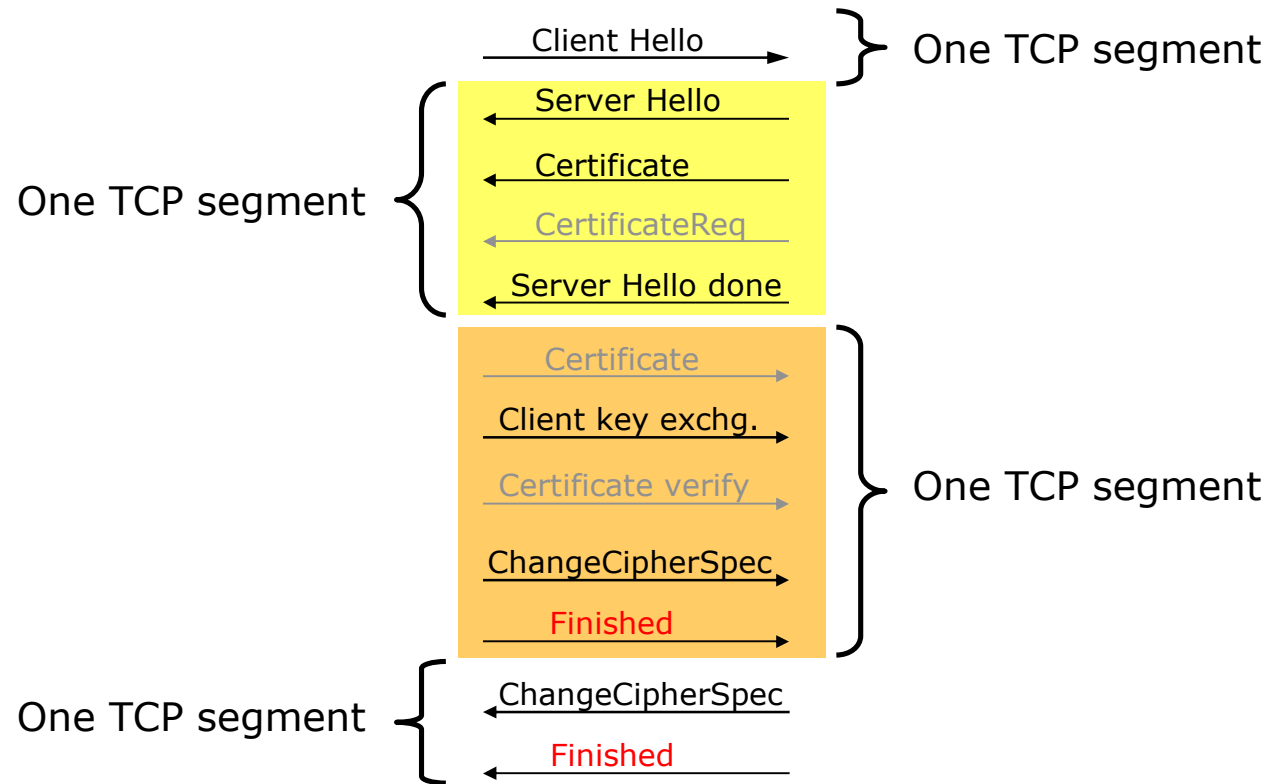 Client Hello
One TCP segment
Server Hello
Certificate
One TCP segment
CertificateReq
Server Hello done
Certificate
Client key exchg.
Certificate verify
One TCP segment
ChangeCipherSpec
Finished
ChangeCipherSpec
One TCP segment
Finished